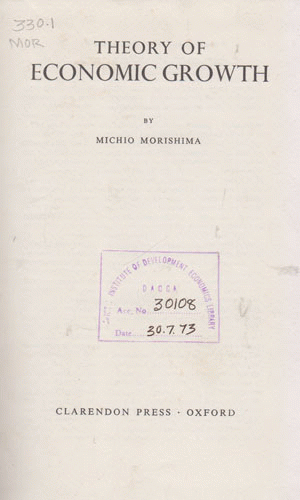 330.1
MOR
THEORY OF
ECONOMIC GROWTH
BY
MICHIO MORISHIMA
INSTITUTE OF DEVELOPMENT ECONOMICS LIBRARY
DACCA
Acc. No. 30108
Date 30.7.73
CLARENDON PRESS · OXFORD